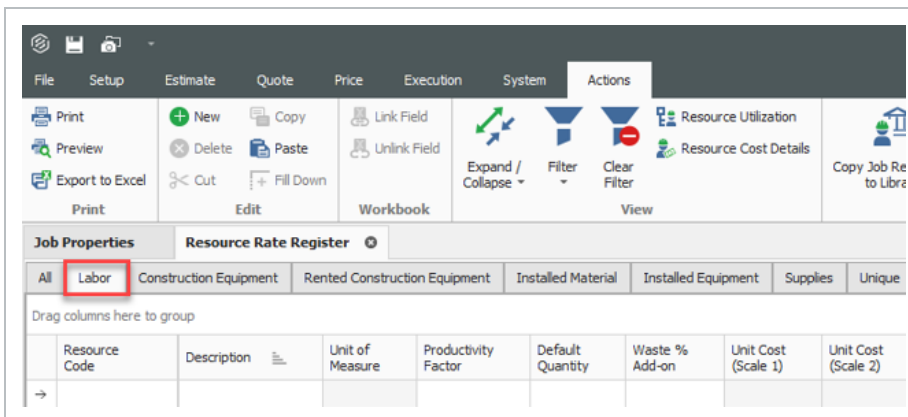 File Setup Estimate Quote Price Execution System Actions
Print New Copy Link Field Resource Utilization
Preview Delete Paste Unlink Field Resource Cost Details
Expand / Filter Clear Copy Job Re
Export to Excel Cut Fill Down Collapse Filter to Libra
Print Edit Workbook View
Job Properties Resource Rate Register
All Labor Construction Equipment Rented Construction Equipment Installed Material Installed Equipment Supplies Unique
Drag columns here to group
Resource Description Unit of Productivity Default Waste % Unit Cost Unit Cost
Code Measure Factor Quantity Add-on (Scale 1) (Scale 2)